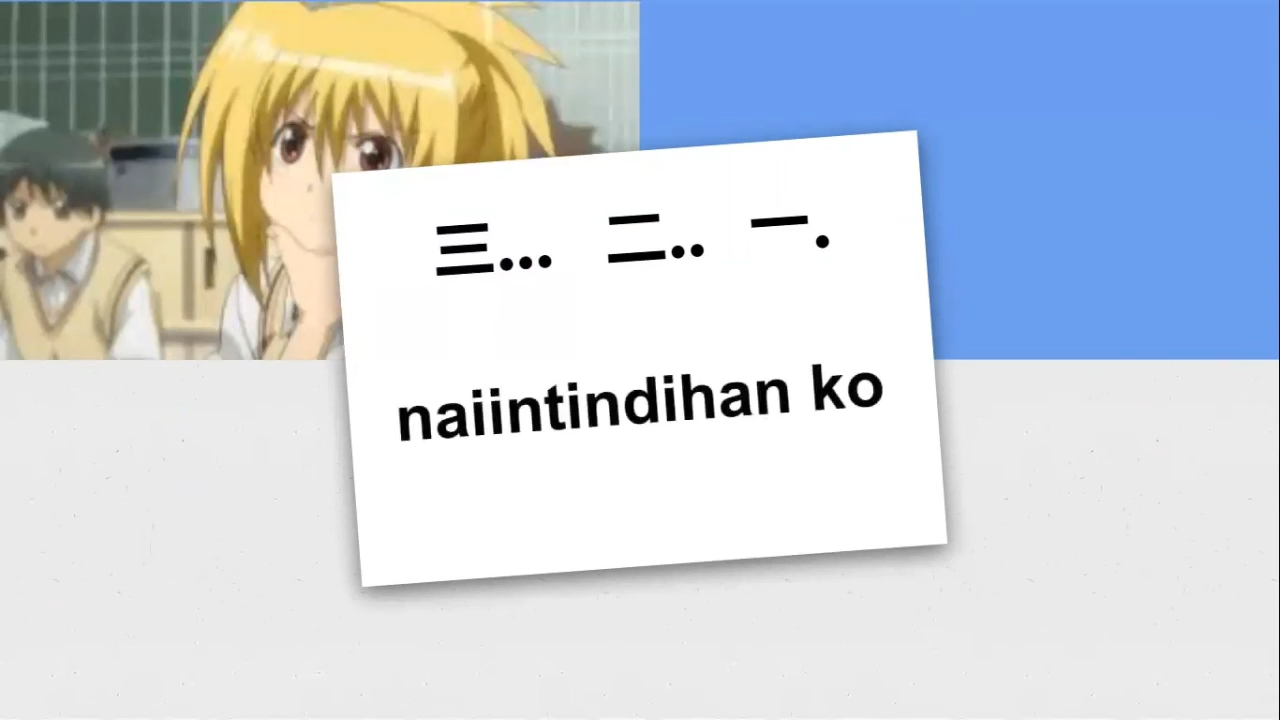 三... 二.. 一.
naiintindihan ko